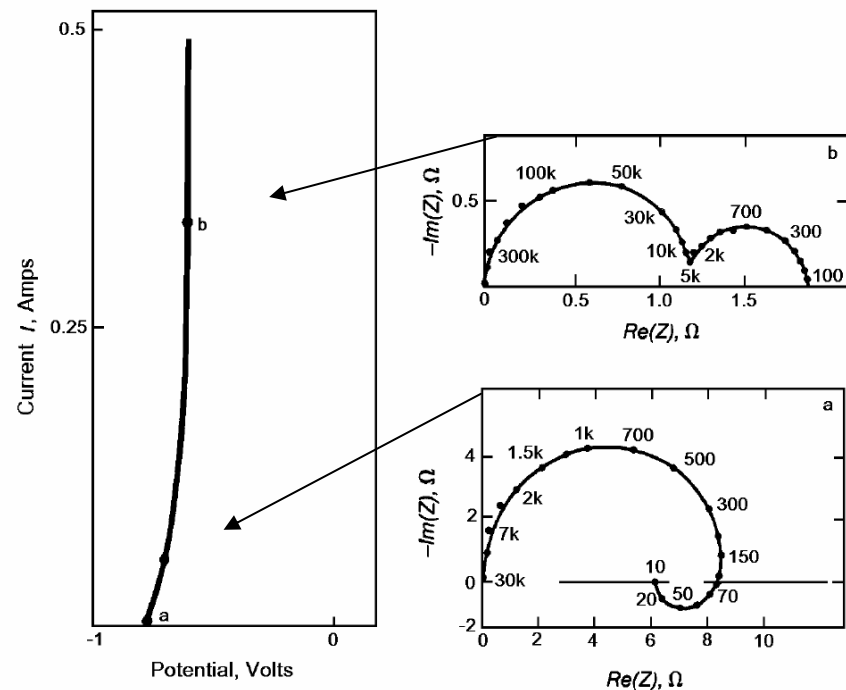 0.5
b
0.25
a
-1
0
Current I, Amps
Potential, Volts
b
100k
50k
0.5
30k
700
300
300k
10k
2k
5k
100
0
0.5
1.0
1.5
−Im(Z), Ω
Re(Z), Ω
a
1k
700
4
1.5k
500
2k
300
2
7k
150
30k
10
0
20
50
70
-2
0
2
4
6
8
10
−Im(Z), Ω
Re(Z), Ω